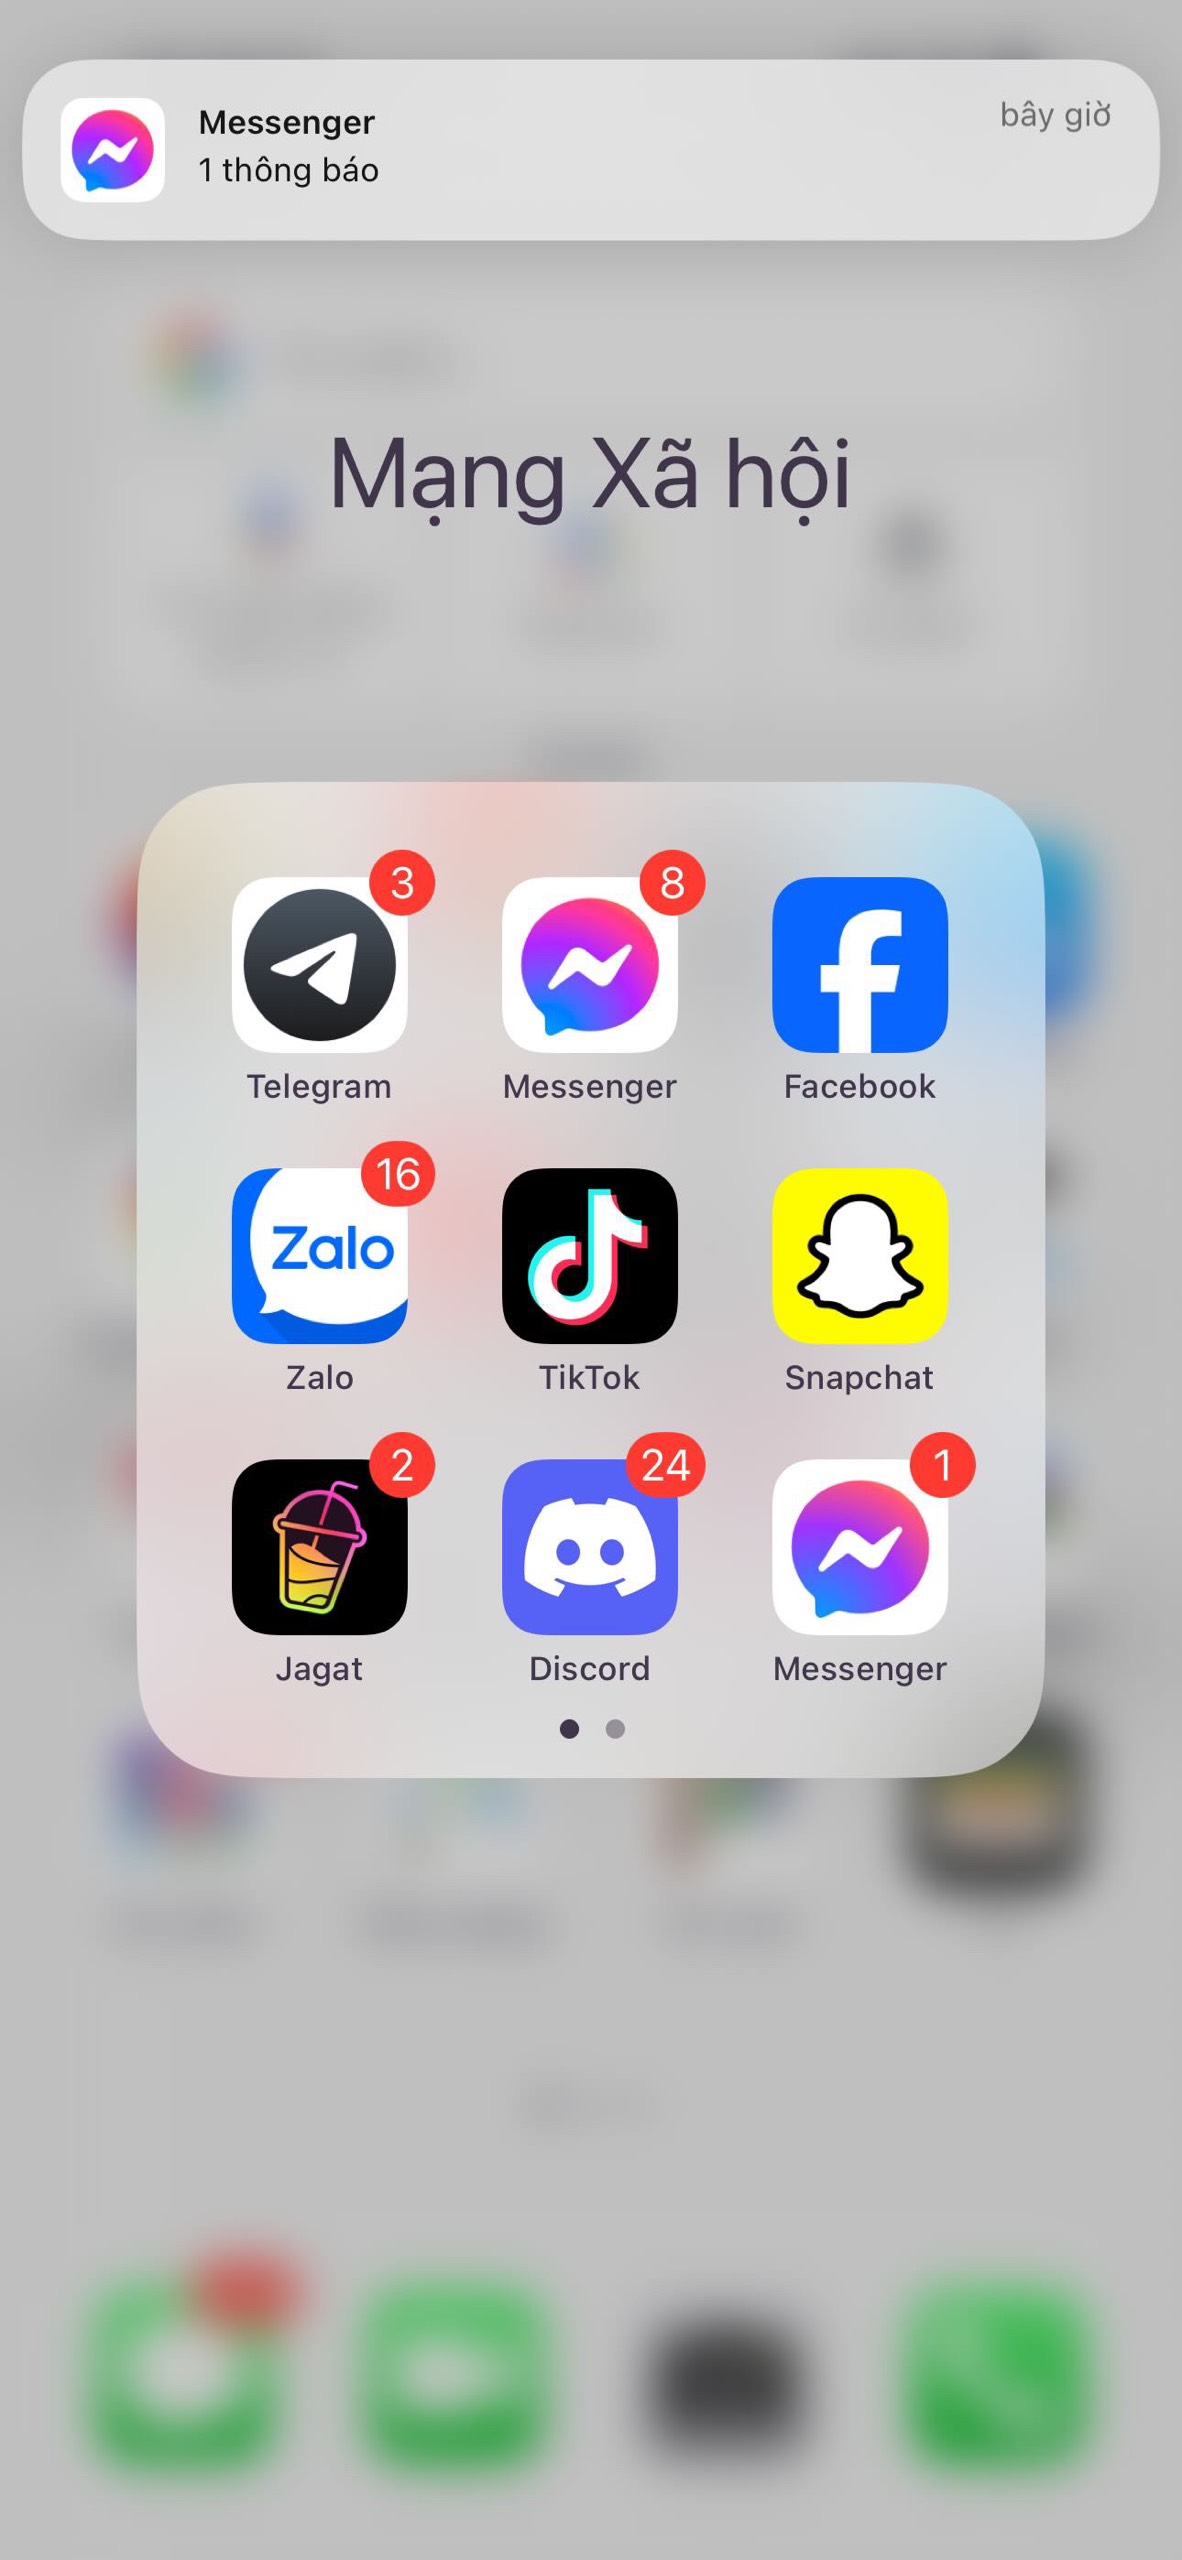 Messenger
bây giờ
1 thông báo
Mạng Xã hội
3
8
Telegram
Messenger
Facebook
16
Zalo
Zalo
TikTok
Snapchat
2
24
1
Jagat
Discord
Messenger